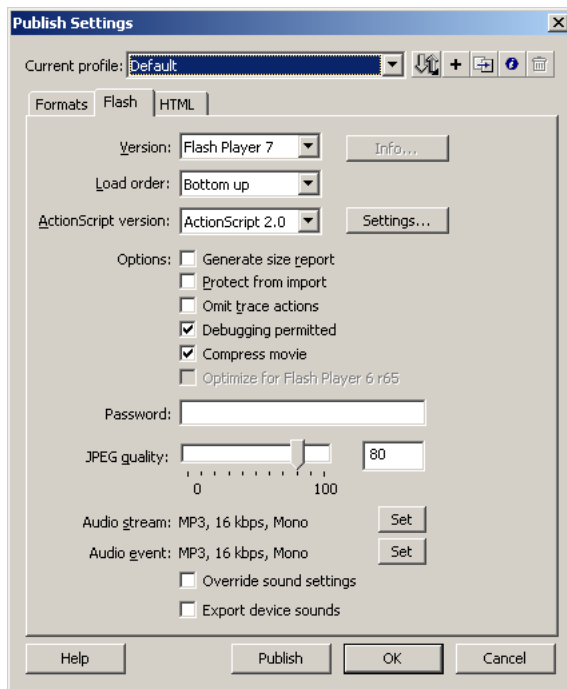 Publish Settings
Current profile: Default
Formats Flash HTML
Version: Flash Player 7 Info...
Load order: Bottom up
ActionScript version: ActionScript 2.0 Settings...
Options: Generate size report
Protect from import
Omit trace actions
Debugging permitted
Compress movie
Optimize for Flash Player 6 r65
Password:
JPEG quality: 80
0 100
Audio stream: MP3, 16 kbps, Mono Set
Audio event: MP3, 16 kbps, Mono Set
Override sound settings
Export device sounds
Help Publish OK Cancel